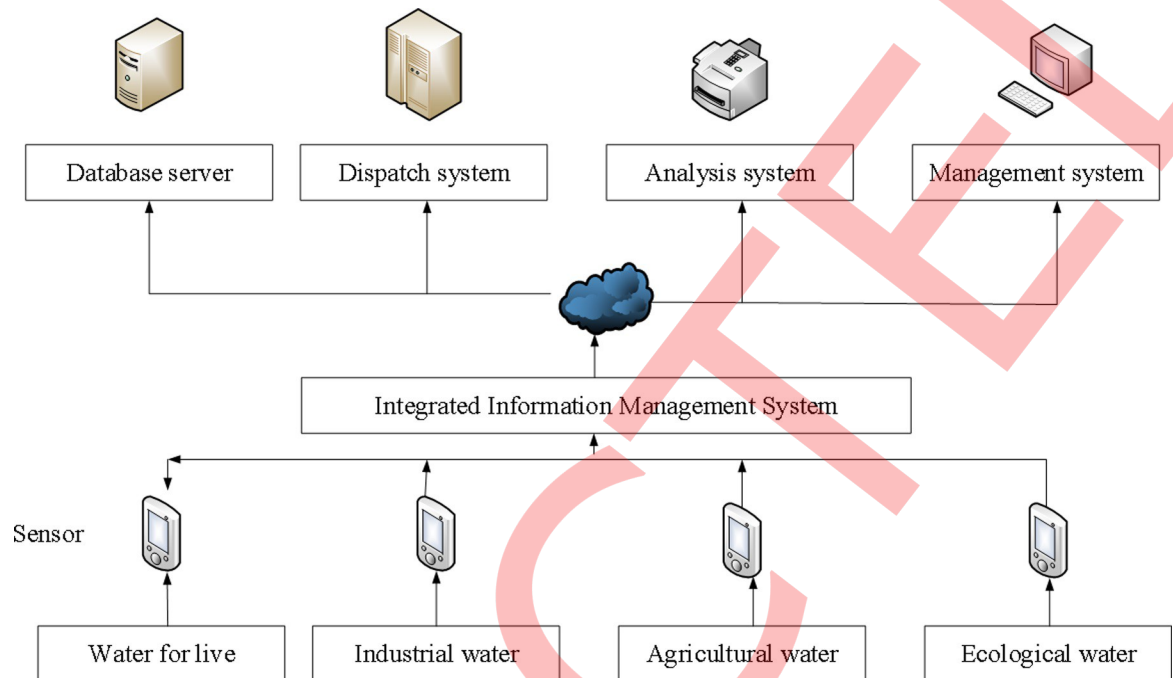 Database server
Dispatch system
Analysis system
Management system
Integrated Information Management System
Sensor
Water for live
Industrial water
Agricultural water
Ecological water